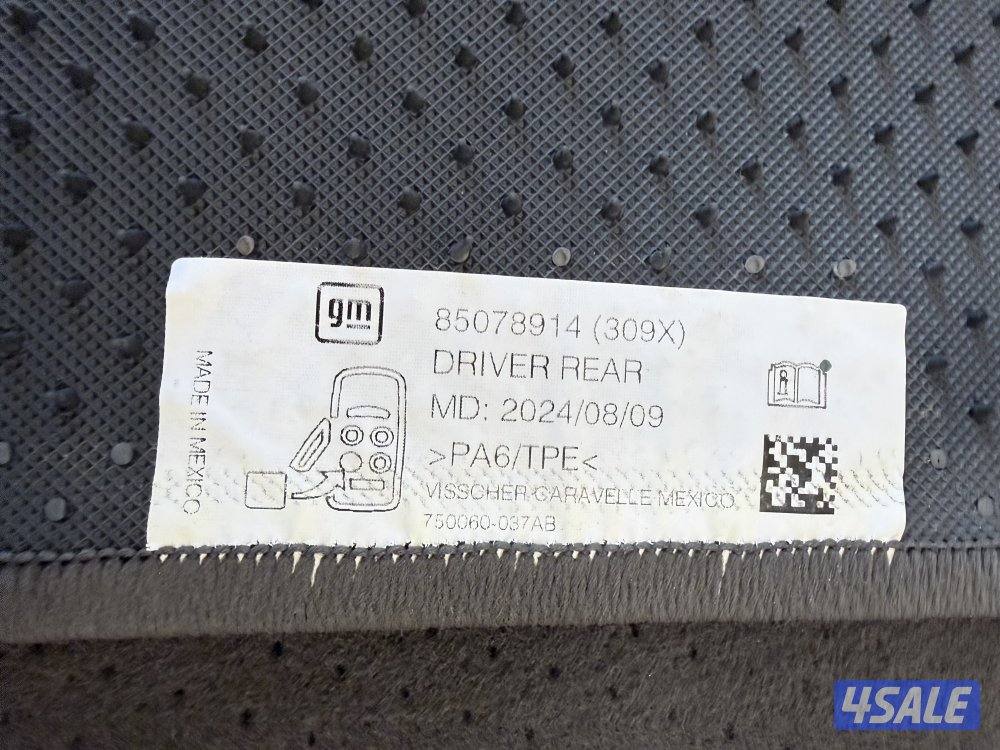 gm
85078914 (309X)
DRIVER REAR
MD: 2024/08/09
>PA6/TPE<
VISSCHER CARAVELLE MEXICO
750060-037AB
MADE IN MEXICO
4SALE